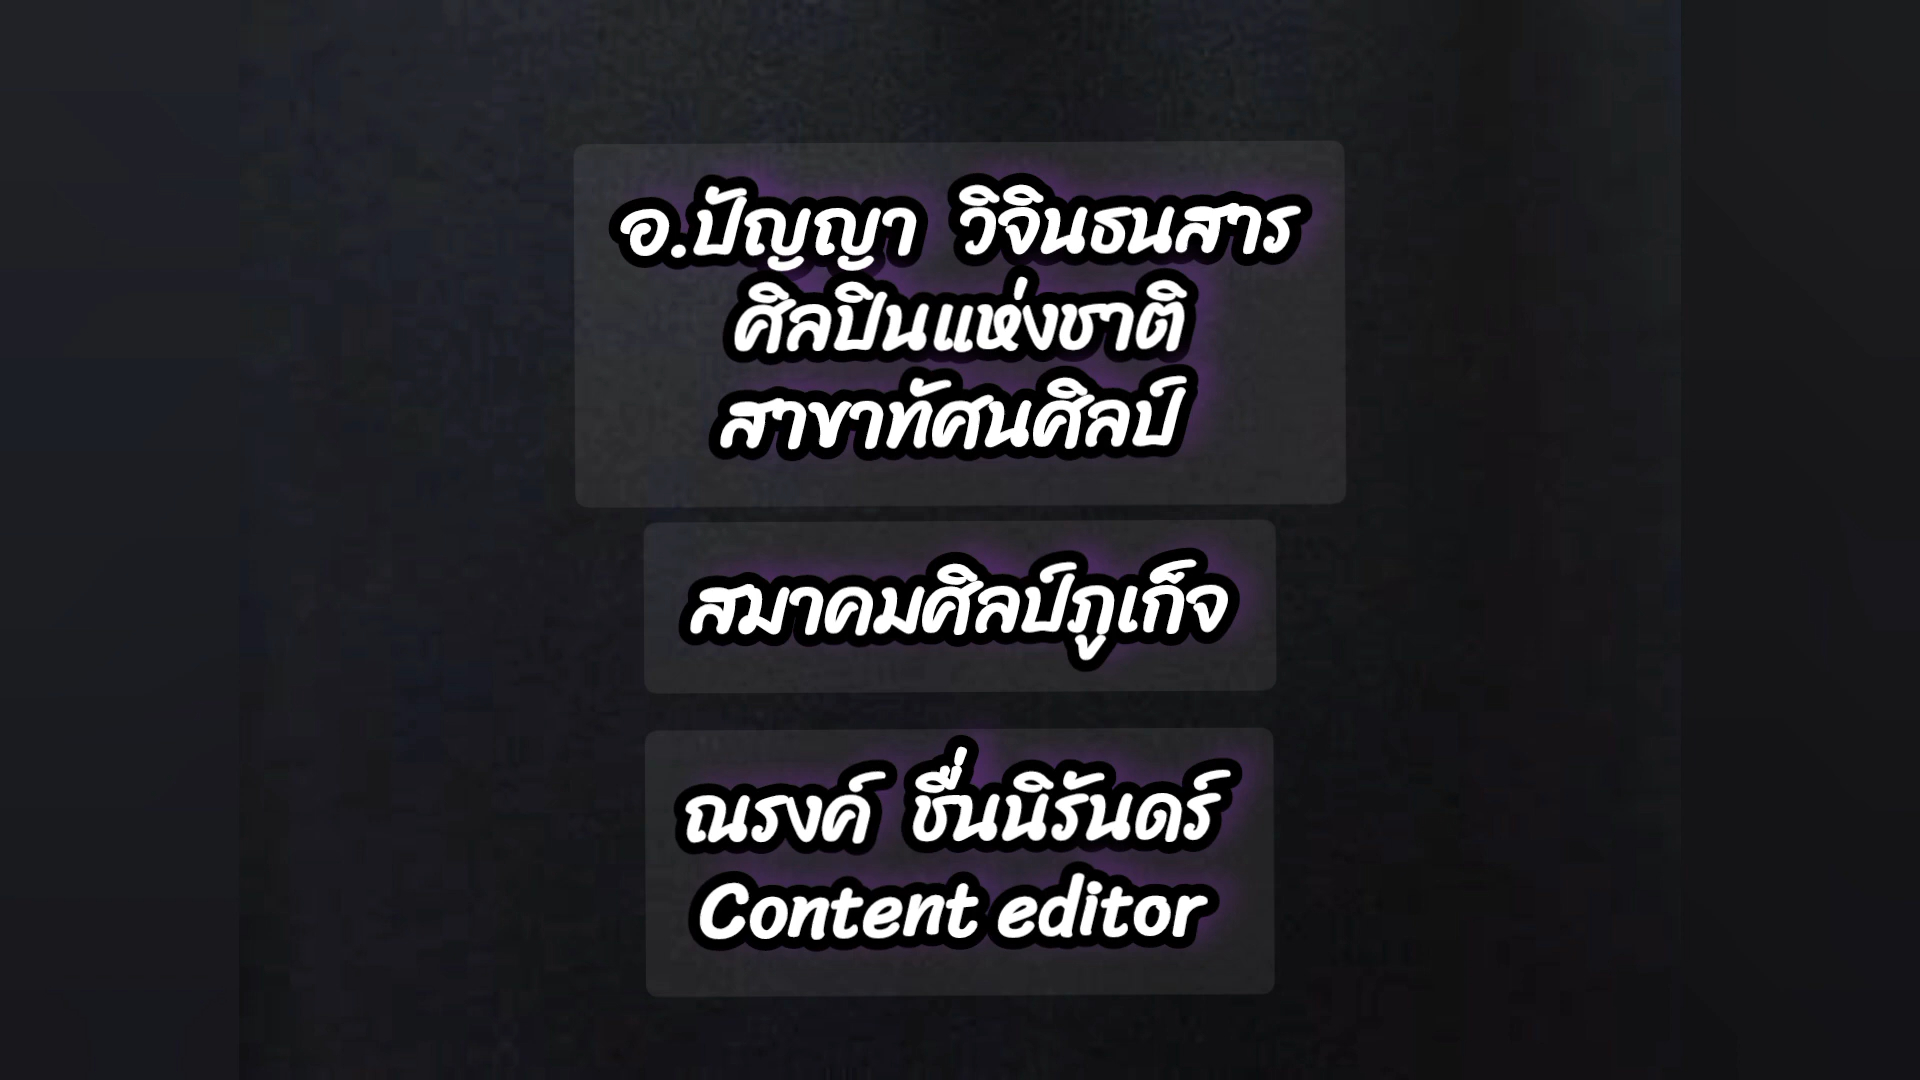 อ.ปัญญา วิจินธนสาร
ศิลปินแห่งชาติ
สาขาทัศนศิลป์
สมาคมศิลป์ภูเก็จ
ณรงค์ ชื่นนิรันดร์
Content editor